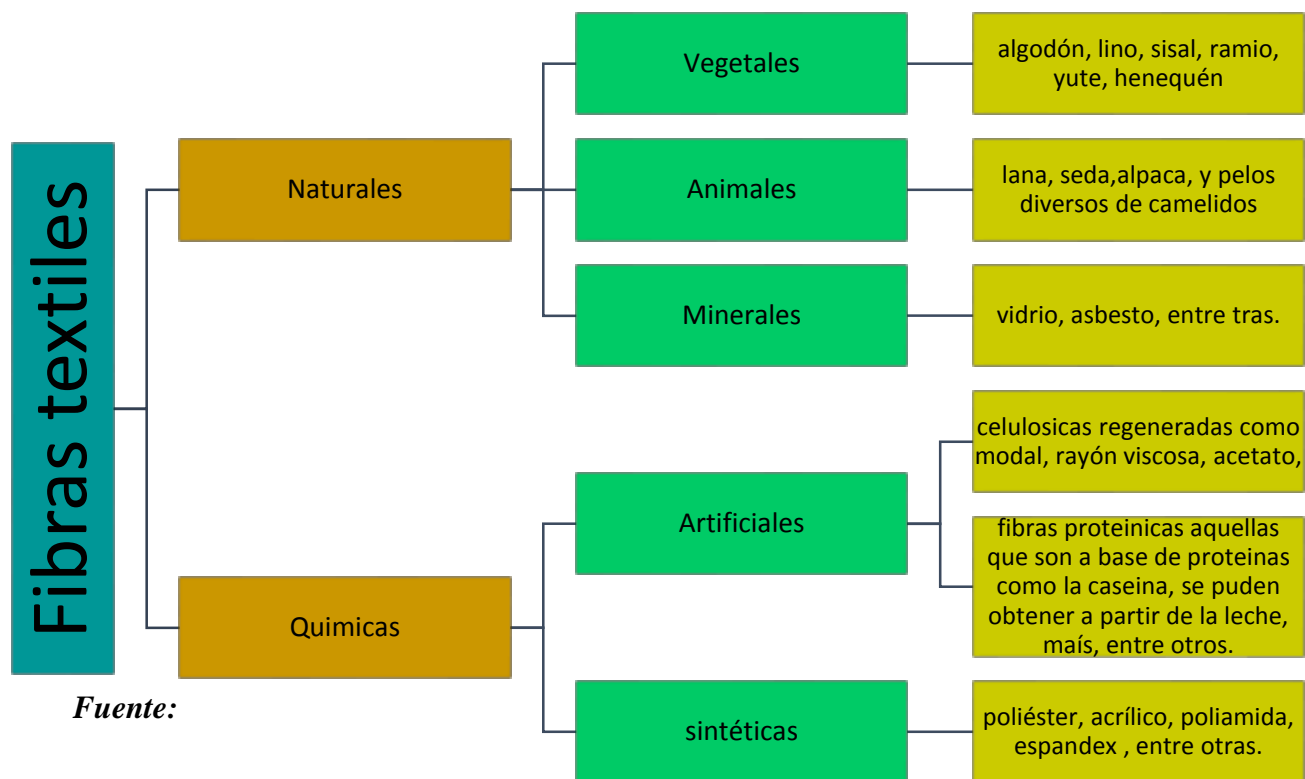 Fibras textiles
Naturales
Vegetales
algodón, lino, sisal, ramio,
yute, henequén
Animales
lana, seda,alpaca, y pelos
diversos de camelidos
Minerales
vidrio, asbesto, entre tras.
Quimicas
Artificiales
celulosicas regeneradas como
modal, rayón viscosa, acetato,
fibras proteinicas aquellas
que son a base de proteinas
como la caseina, se puden
obtener a partir de la leche,
maís, entre otros.
sintéticas
poliéster, acrílico, poliamida,
espandex , entre otras.
Fuente: